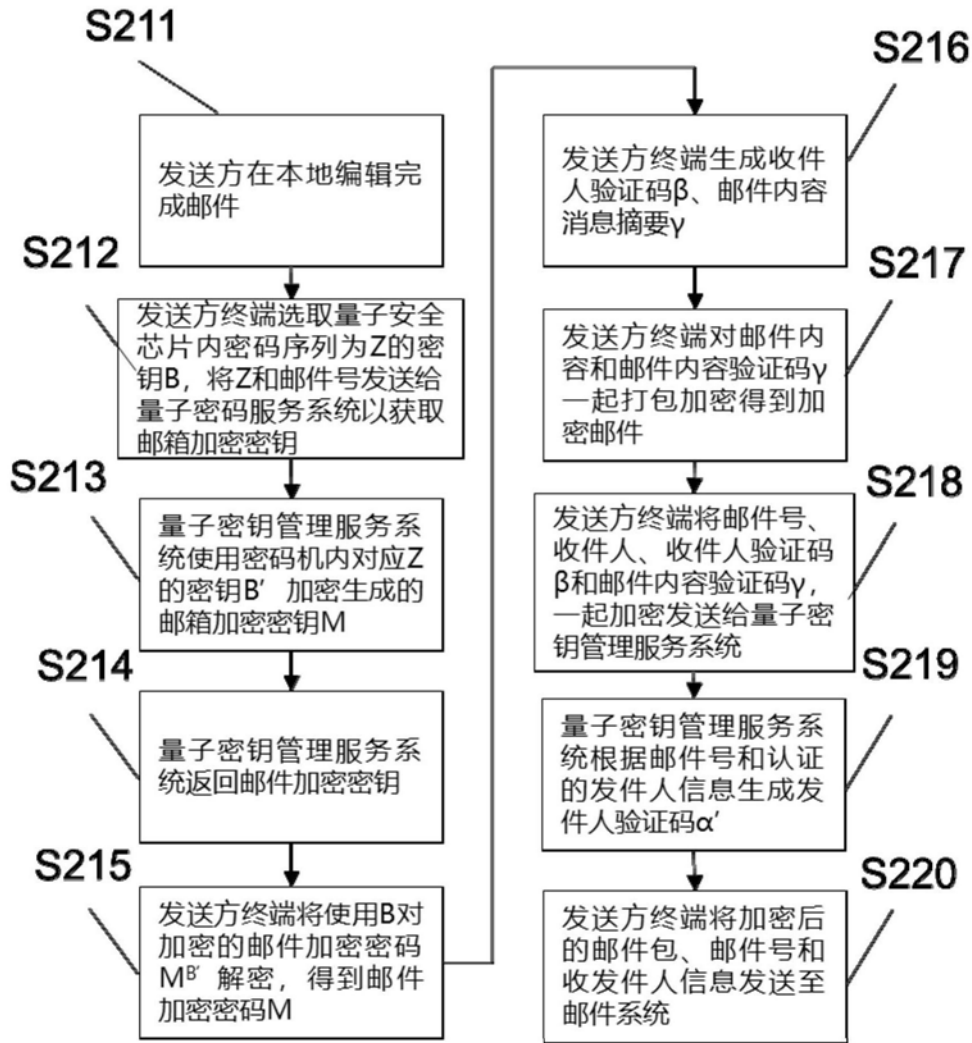 S211
发送方在本地编辑完
成邮件
S212
发送方终端选取量子安全
芯片内密码序列为Z的密
钥B，将Z和邮件号发送给
量子密码服务系统以获取
邮箱加密密钥
S213
量子密钥管理服务系
统使用密码机内对应Z
的密钥B′ 加密生成的
邮箱加密密钥M
S214
量子密钥管理服务系
统返回邮件加密密钥
S215
发送方终端将使用B对
加密的邮件加密密码
M^B′ 解密，得到邮件
加密密码M
S216
发送方终端生成收件
人验证码β、邮件内容
消息摘要γ
S217
发送方终端对邮件内
容和邮件内容验证码γ
一起打包加密得到加
密邮件
S218
发送方终端将邮件号、
收件人、收件人验证码
β和邮件内容验证码γ，
一起加密发送给量子密
钥管理服务系统
S219
量子密钥管理服务系
统根据邮件号和认证
的发件人信息生成发
件人验证码α′
S220
发送方终端将加密后
的邮件包、邮件号和
收发件人信息发送至
邮件系统